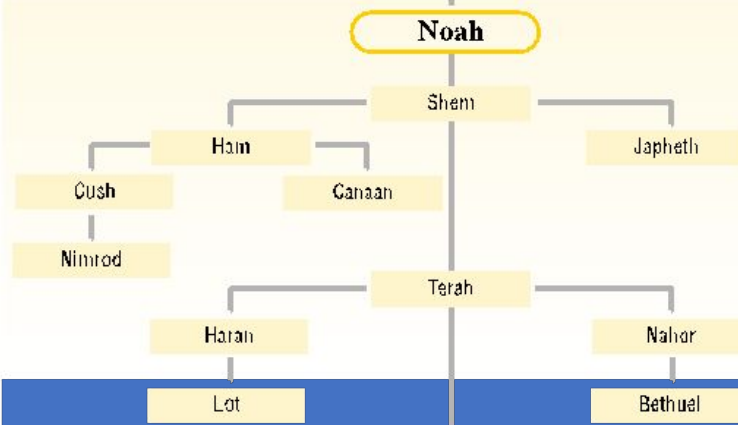 Noah
Shem
Ham
Japheth
Cush
Canaan
Nimrod
Terah
Haran
Nahor
Lot
Bethuel